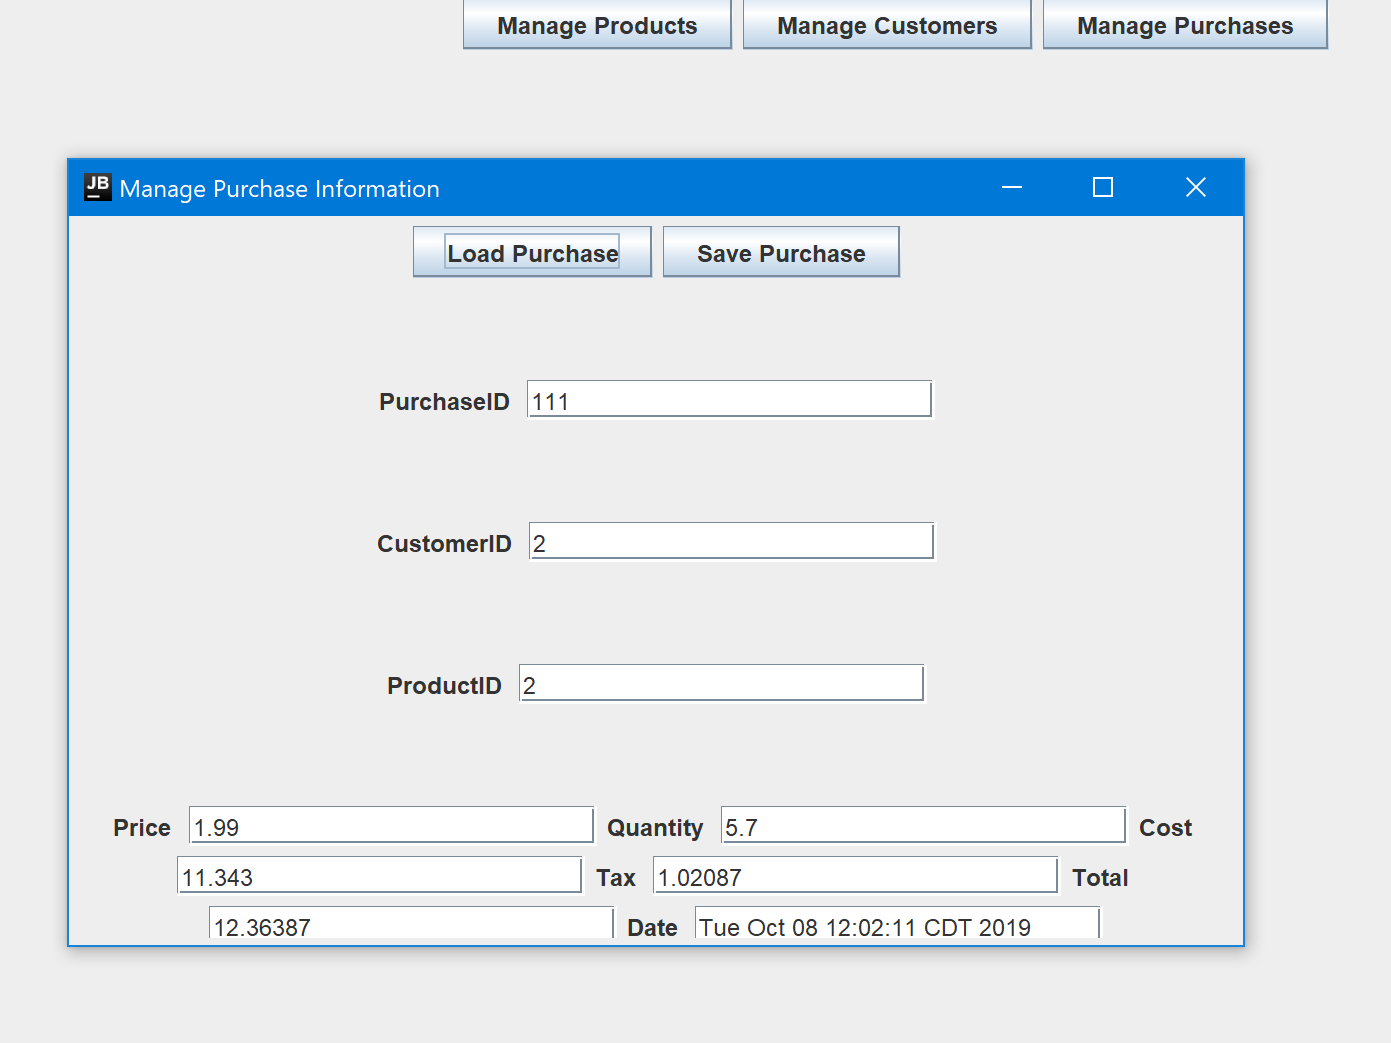 Manage Products Manage Customers Manage Purchases
JB Manage Purchase Information
Load Purchase Save Purchase
PurchaseID 111
CustomerID 2
ProductID 2
Price 1.99 Quantity 5.7 Cost
11.343 Tax 1.02087 Total
12.36387 Date Tue Oct 08 12:02:11 CDT 2019